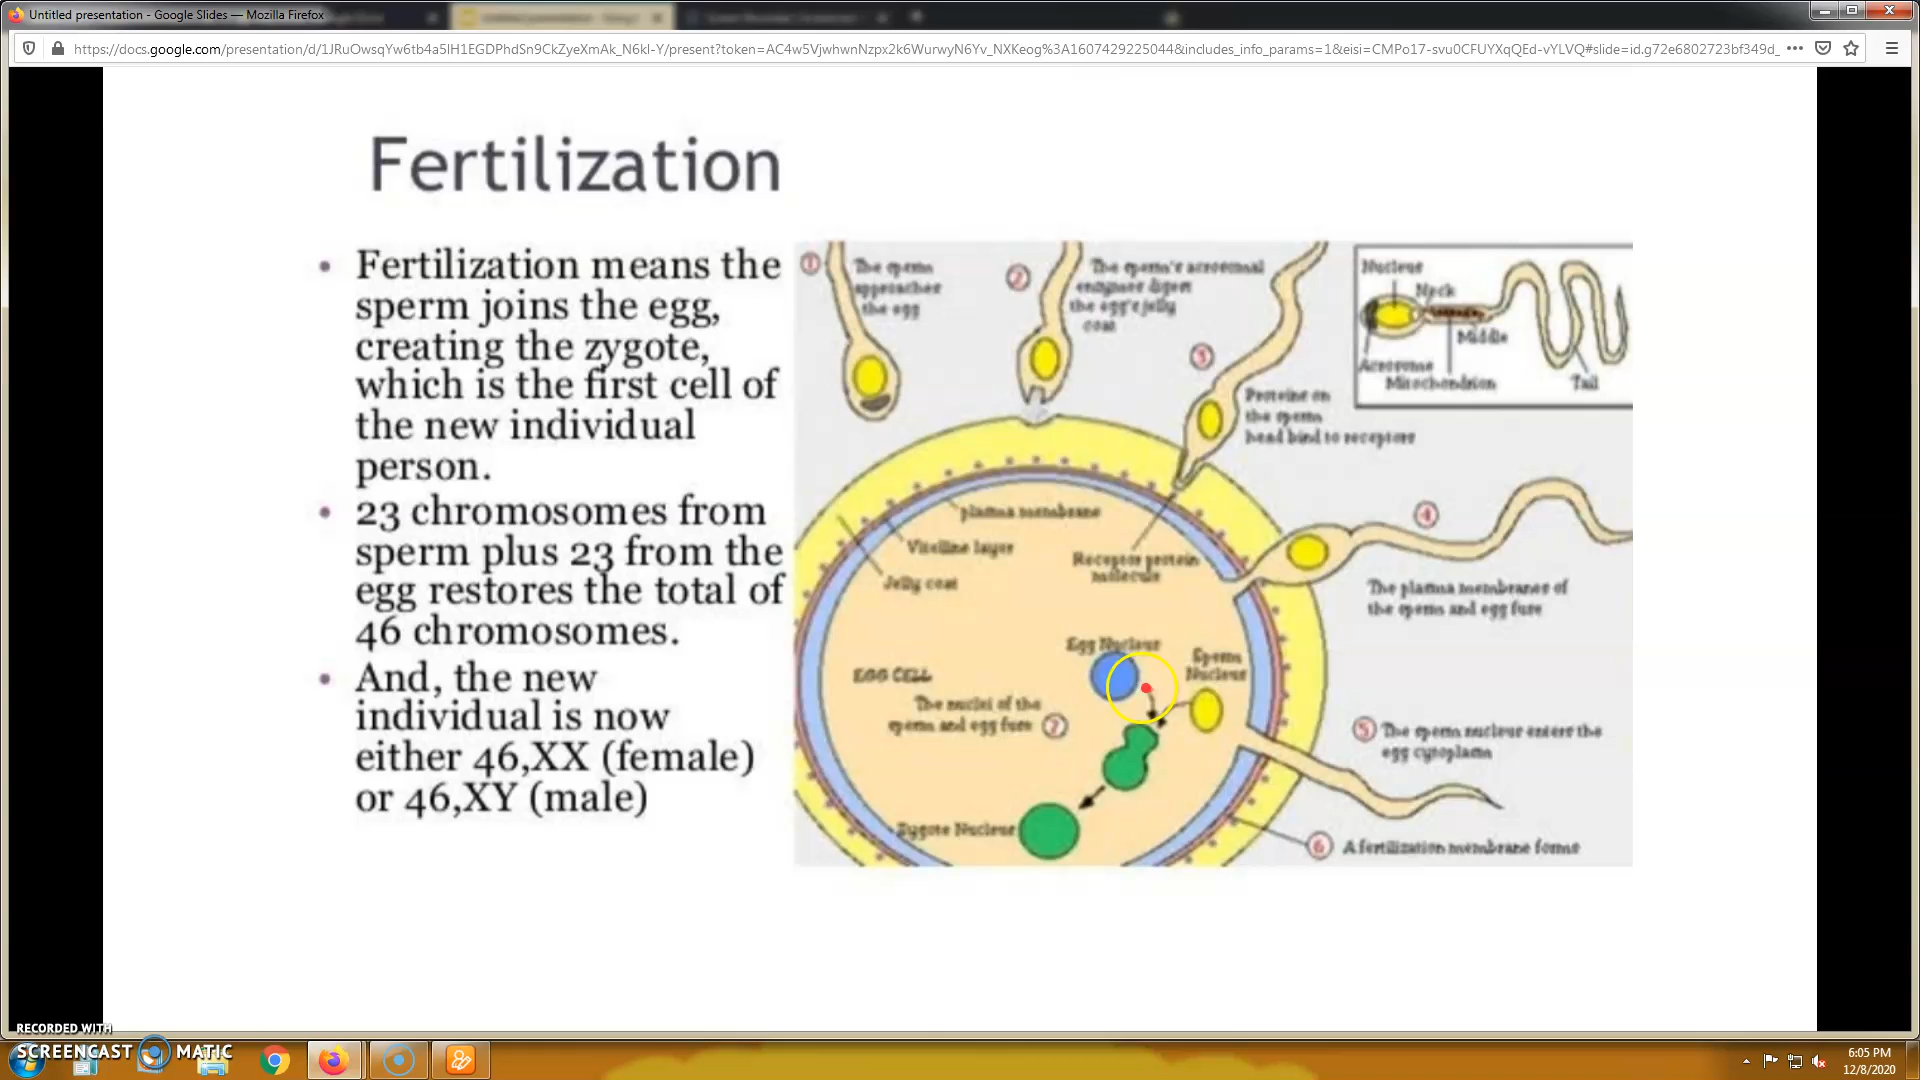 Untitled presentation - Google Slides — Mozilla Firefox
https://docs.google.com/presentation/d/1JRuOwsqYw6tb4a5lH1EGDPhdSn9CkZyeXmAk_N6kl-Y/present?token=AC4w5VjwhwnNzpx2k6WurwyN6Yv_NXKeog%3A1607429225044&includes_info_params=1&eisi=CMPo17-svu0CFUYXqQEd-vYLVQ#slide=id.g72e6802723bf349d_
Fertilization
• Fertilization means the
sperm joins the egg,
creating the zygote,
which is the first cell of
the new individual
person.
• 23 chromosomes from
sperm plus 23 from the
egg restores the total of
46 chromosomes.
• And, the new
individual is now
either 46,XX (female)
or 46,XY (male)
1 The sperm
approaches
the egg
2 The sperm's acrosomal
enzymes digest
the egg's jelly
coat
3
Proteins on
the sperm
head bind to receptors
Nucleus
Neck
Middle
Acrosome
Mitochondrion
Tail
plasma membrane
Vitelline layer
Jelly coat
Receptor protein
molecule
4
The plasma membranes of
the sperm and egg fuse
Egg Nucleus
Sperm
Nucleus
EGG CELL
The nuclei of the
sperm and egg fuse 7
5 The sperm nucleus enters the
egg cytoplasm
Zygote Nucleus
6 A fertilization membrane forms
RECORDED WITH
SCREENCAST MATIC
6:05 PM
12/8/2020